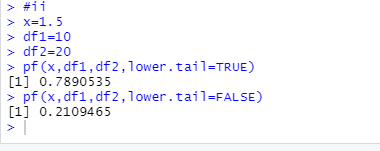 > #ii
> x=1.5
> df1=10
> df2=20
> pf(x,df1,df2,lower.tail=TRUE)
[1] 0.7890535
> pf(x,df1,df2,lower.tail=FALSE)
[1] 0.2109465
>